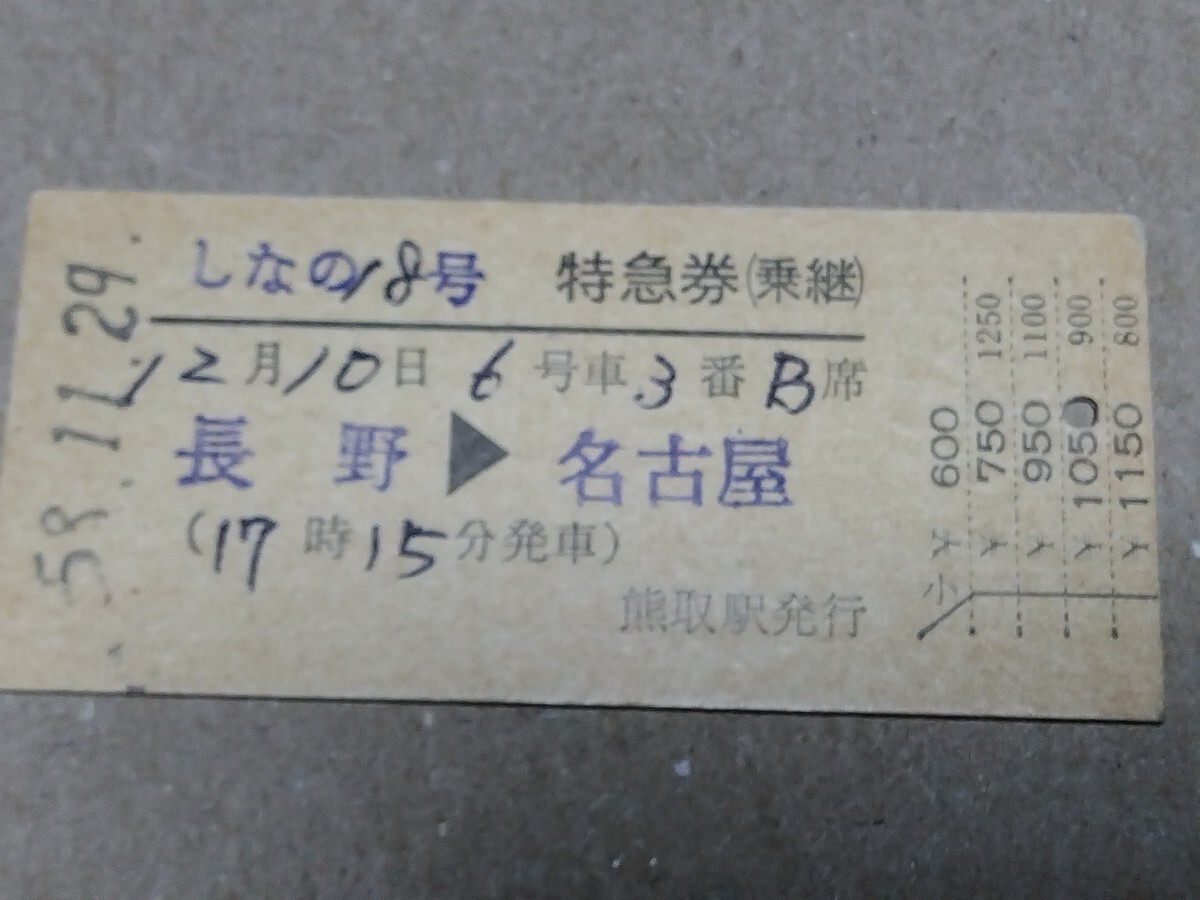 58.11.29.
しなの18号 特急券(乗継)
12月10日 6号車 3番B席
長野▶名古屋
(17時15分発車)
熊取駅発行
小
¥600
¥750 1250
¥950 1100
¥1050 900
¥1150 800